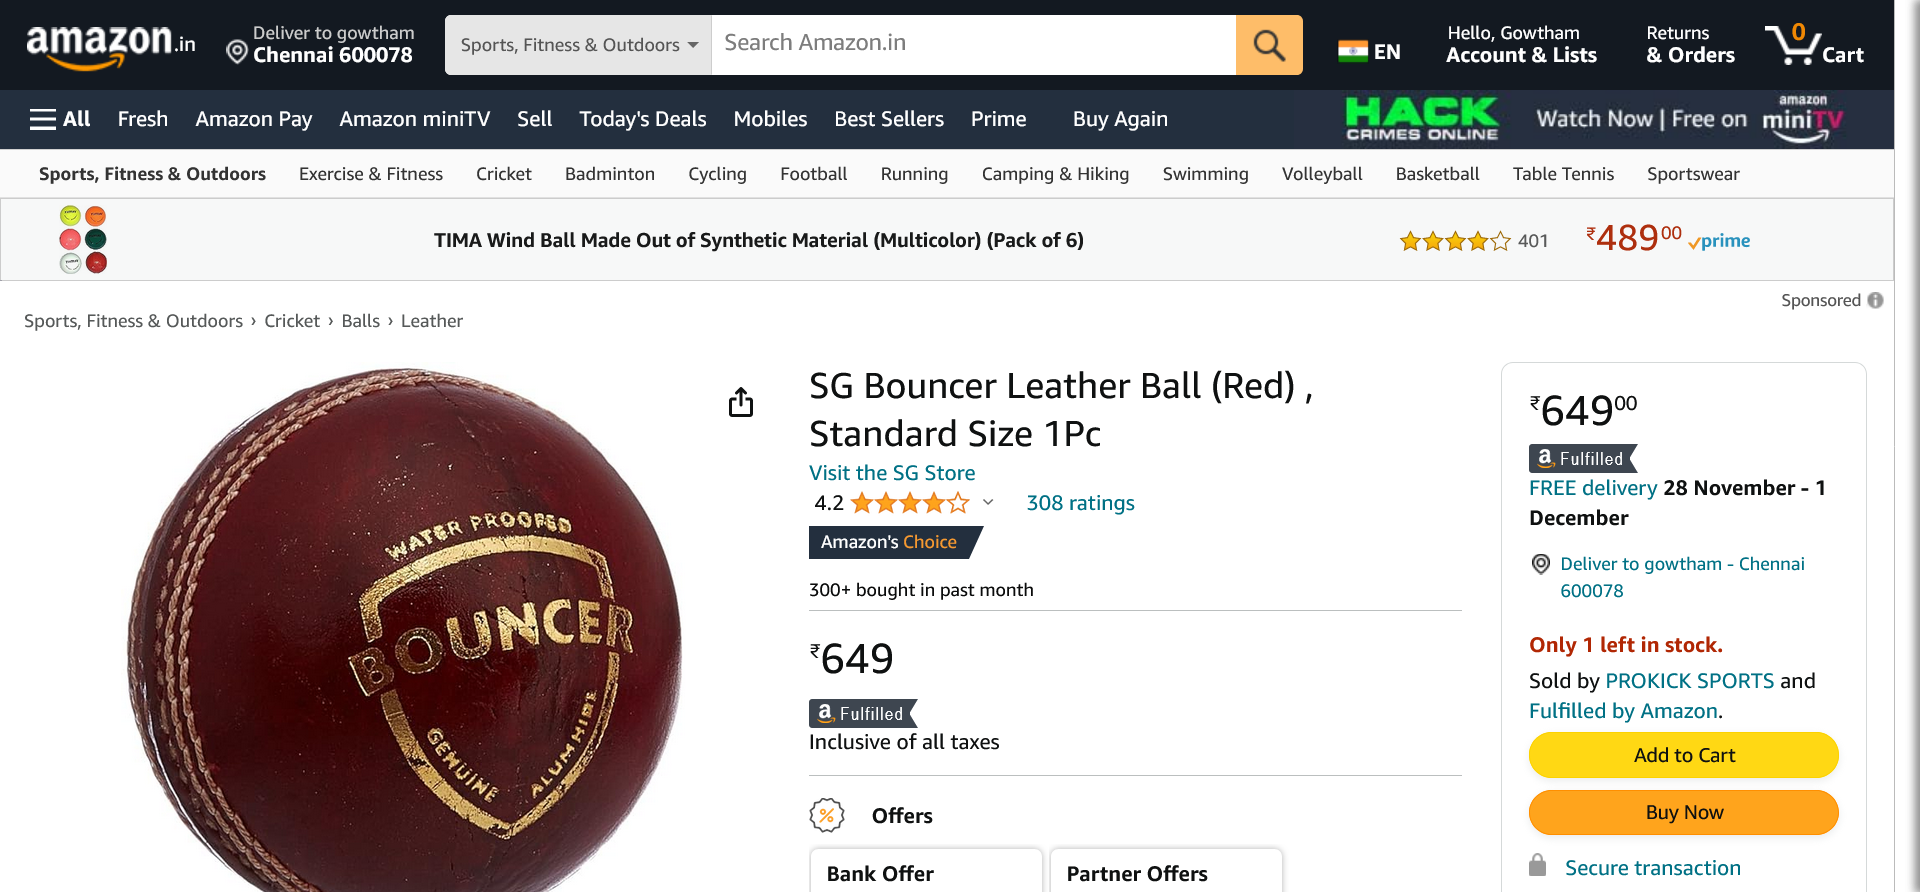 amazon.in
Deliver to gowtham
Chennai 600078
Sports, Fitness & Outdoors
Search Amazon.in
EN
Hello, Gowtham
Account & Lists
Returns
& Orders
0
Cart
All
Fresh
Amazon Pay
Amazon miniTV
Sell
Today's Deals
Mobiles
Best Sellers
Prime
Buy Again
HACK
CRIMES ONLINE
Watch Now | Free on
amazon
miniTV
Sports, Fitness & Outdoors
Exercise & Fitness
Cricket
Badminton
Cycling
Football
Running
Camping & Hiking
Swimming
Volleyball
Basketball
Table Tennis
Sportswear
TIMA Wind Ball Made Out of Synthetic Material (Multicolor) (Pack of 6)
401
₹48900
prime
Sponsored
Sports, Fitness & Outdoors › Cricket › Balls › Leather
WATER PROOFED
BOUNCER
GENUINE
ALUM HIDE
SG Bouncer Leather Ball (Red) ,
Standard Size 1Pc
Visit the SG Store
4.2
308 ratings
Amazon's Choice
300+ bought in past month
₹649
a Fulfilled
Inclusive of all taxes
Offers
Bank Offer
Partner Offers
₹64900
a Fulfilled
FREE delivery 28 November - 1
December
Deliver to gowtham - Chennai
600078
Only 1 left in stock.
Sold by PROKICK SPORTS and
Fulfilled by Amazon.
Add to Cart
Buy Now
Secure transaction